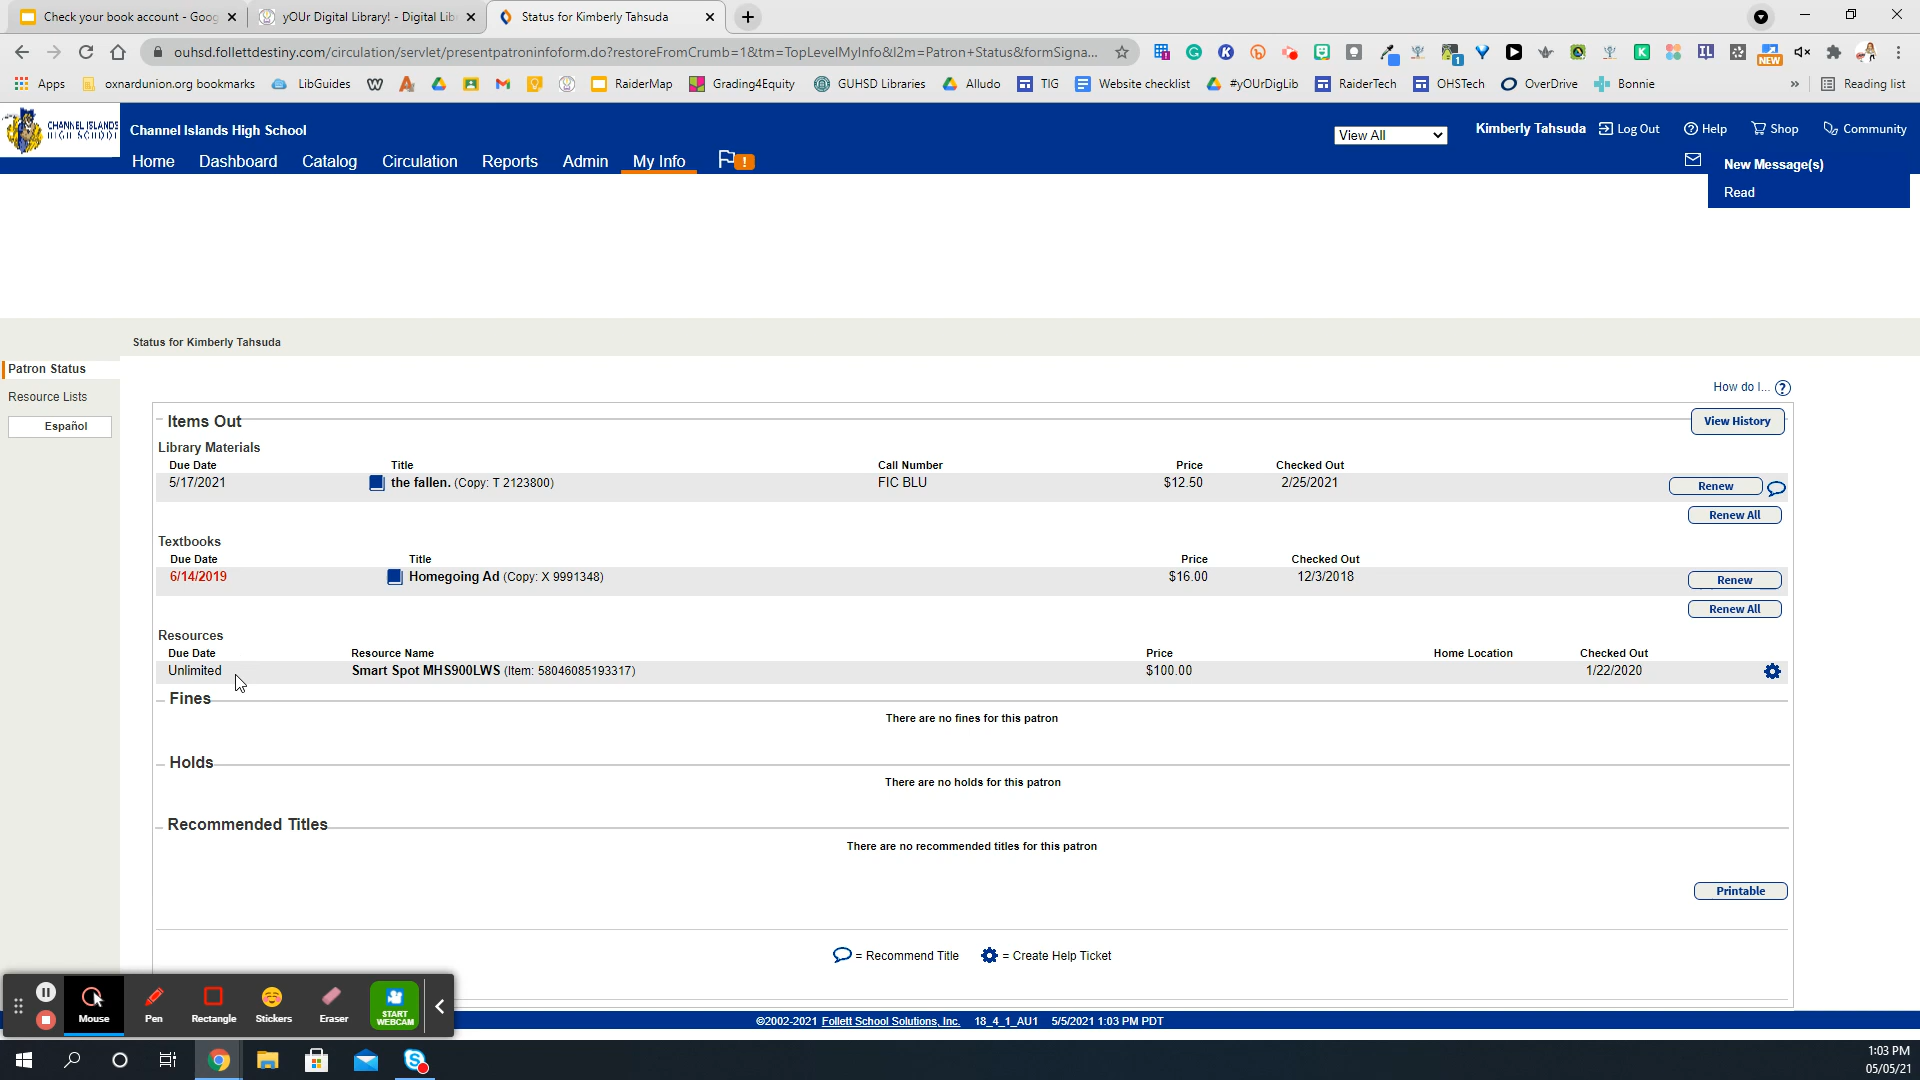 Check your book account - Goog
yOUr Digital Library! - Digital Lib
Status for Kimberly Tahsuda
ouhsd.follettdestiny.com/circulation/servlet/presentpatroninfoform.do?restoreFromCrumb=1&tm=TopLevelMyInfo&l2m=Patron+Status&formSigna...
NEW
Apps
oxnardunion.org bookmarks
LibGuides
RaiderMap
Grading4Equity
GUHSD Libraries
Alludo
TIG
Website checklist
#yOUrDigLib
RaiderTech
OHSTech
OverDrive
Bonnie
»
Reading list
CHANNEL ISLANDS
HIGH SCHOOL
Channel Islands High School
View All
Kimberly Tahsuda
Log Out
Help
Shop
Community
Home
Dashboard
Catalog
Circulation
Reports
Admin
My Info
!
New Message(s)
Read
Status for Kimberly Tahsuda
Patron Status
Resource Lists
Español
How do I... ?
Items Out
View History
Library Materials
Due Date Title Call Number Price Checked Out
5/17/2021 the fallen. (Copy: T 2123800) FIC BLU $12.50 2/25/2021 Renew
Renew All
Textbooks
Due Date Title Price Checked Out
6/14/2019 Homegoing Ad (Copy: X 9991348) $16.00 12/3/2018 Renew
Renew All
Resources
Due Date Resource Name Price Home Location Checked Out
Unlimited Smart Spot MHS900LWS (Item: 58046085193317) $100.00 1/22/2020
Fines
There are no fines for this patron
Holds
There are no holds for this patron
Recommended Titles
There are no recommended titles for this patron
Printable
= Recommend Title = Create Help Ticket
Mouse
Pen
Rectangle
Stickers
Eraser
START
WEBCAM
©2002-2021 Follett School Solutions, Inc. 18_4_1_AU1 5/5/2021 1:03 PM PDT
1:03 PM
05/05/21